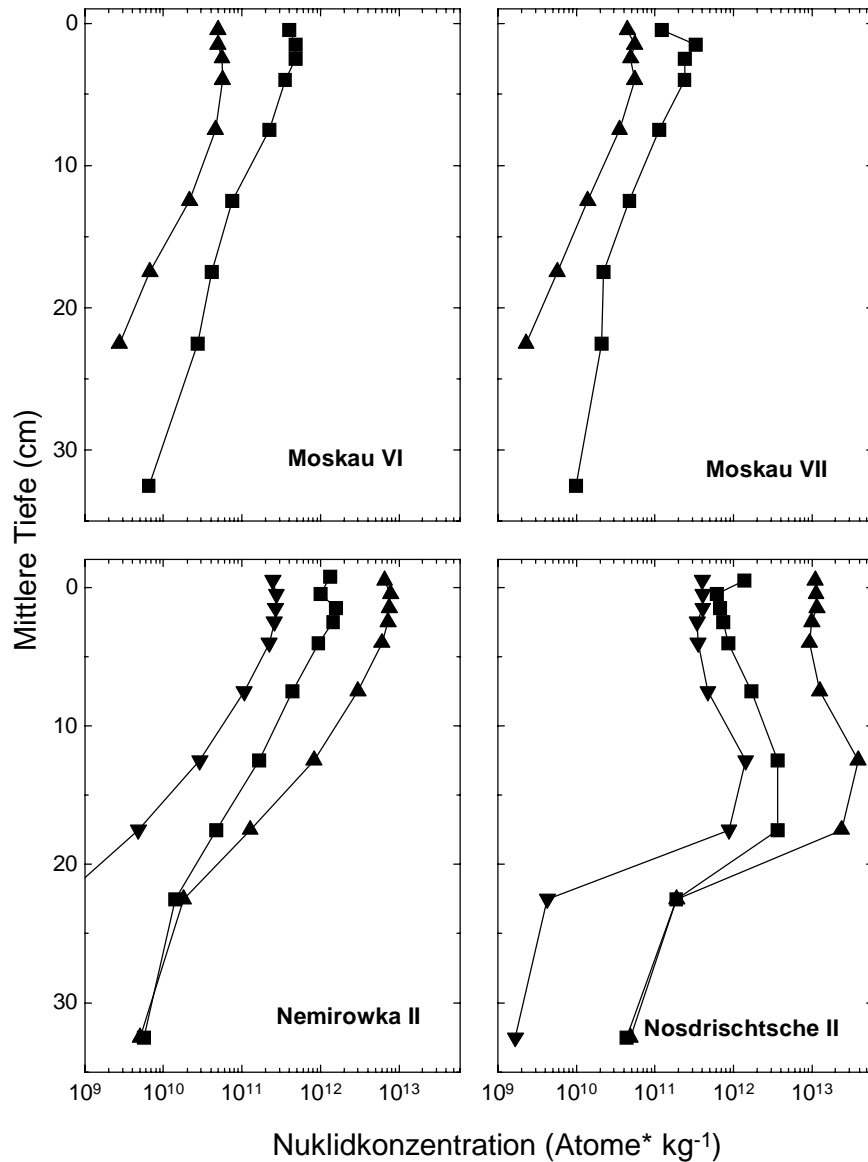 0
10
20
30
Moskau VI
Moskau VII
Mittlere Tiefe (cm)
0
10
20
30
Nemirowka II
Nosdrischtsche II
10⁹ 10¹⁰ 10¹¹ 10¹² 10¹³ 10⁹ 10¹⁰ 10¹¹ 10¹² 10¹³
Nuklidkonzentration (Atome* kg⁻¹)